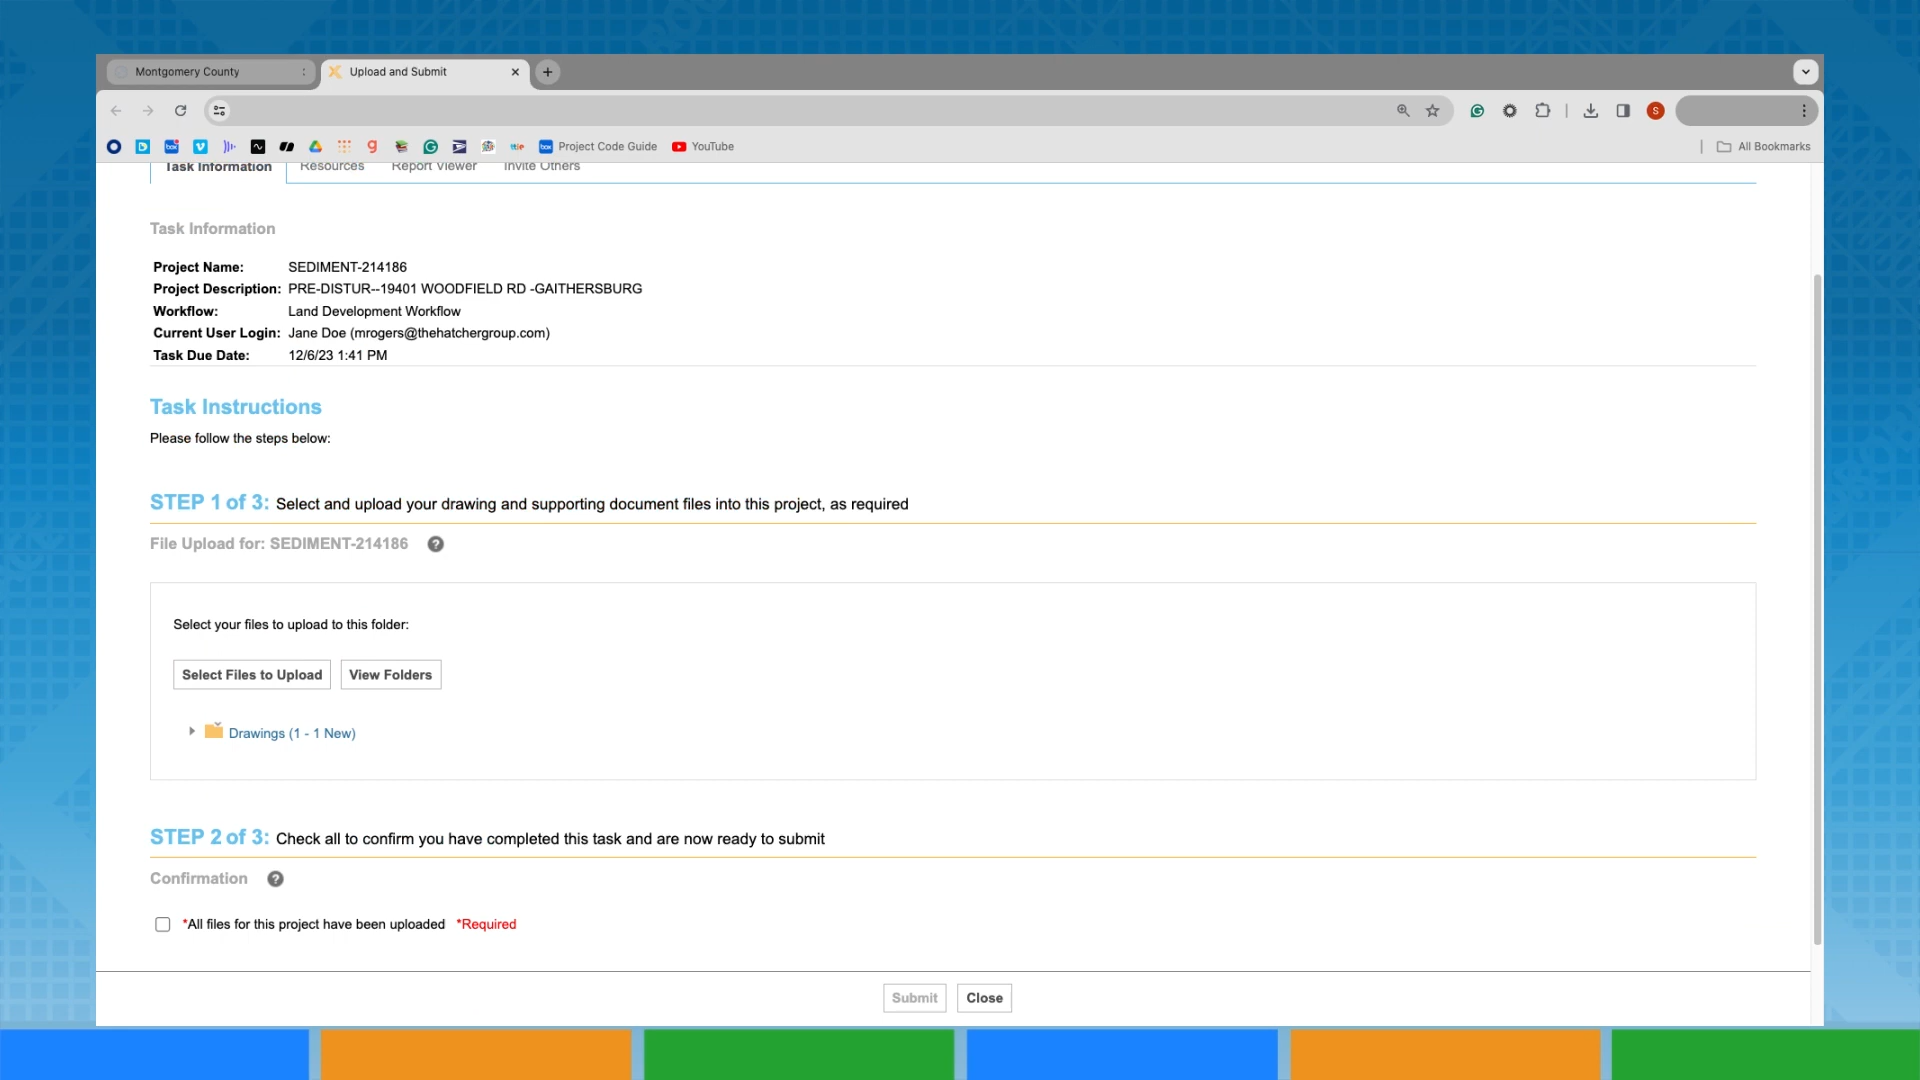 Montgomery County
Upload and Submit
S
Project Code Guide
YouTube
All Bookmarks
Task Information
Resources
Report Viewer
Invite Others
Task Information
Project Name: SEDIMENT-214186
Project Description: PRE-DISTUR--19401 WOODFIELD RD -GAITHERSBURG
Workflow: Land Development Workflow
Current User Login: Jane Doe (mrogers@thehatchergroup.com)
Task Due Date: 12/6/23 1:41 PM
Task Instructions
Please follow the steps below:
STEP 1 of 3: Select and upload your drawing and supporting document files into this project, as required
File Upload for: SEDIMENT-214186 ?
Select your files to upload to this folder:
Select Files to Upload
View Folders
Drawings (1 - 1 New)
STEP 2 of 3: Check all to confirm you have completed this task and are now ready to submit
Confirmation ?
*All files for this project have been uploaded *Required
Submit
Close